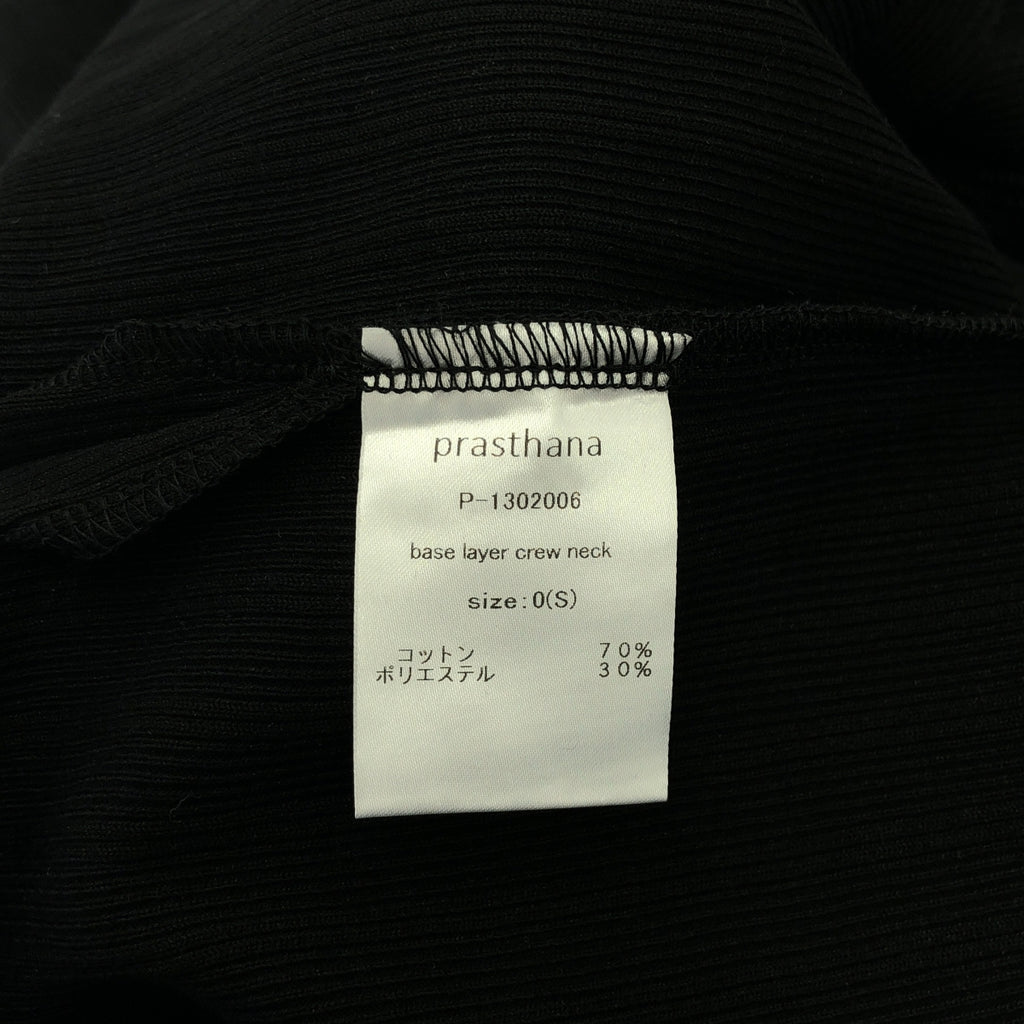 prasthana
P-1302006
base layer crew neck
size:0(S)
コットン 70%
ポリエステル 30%